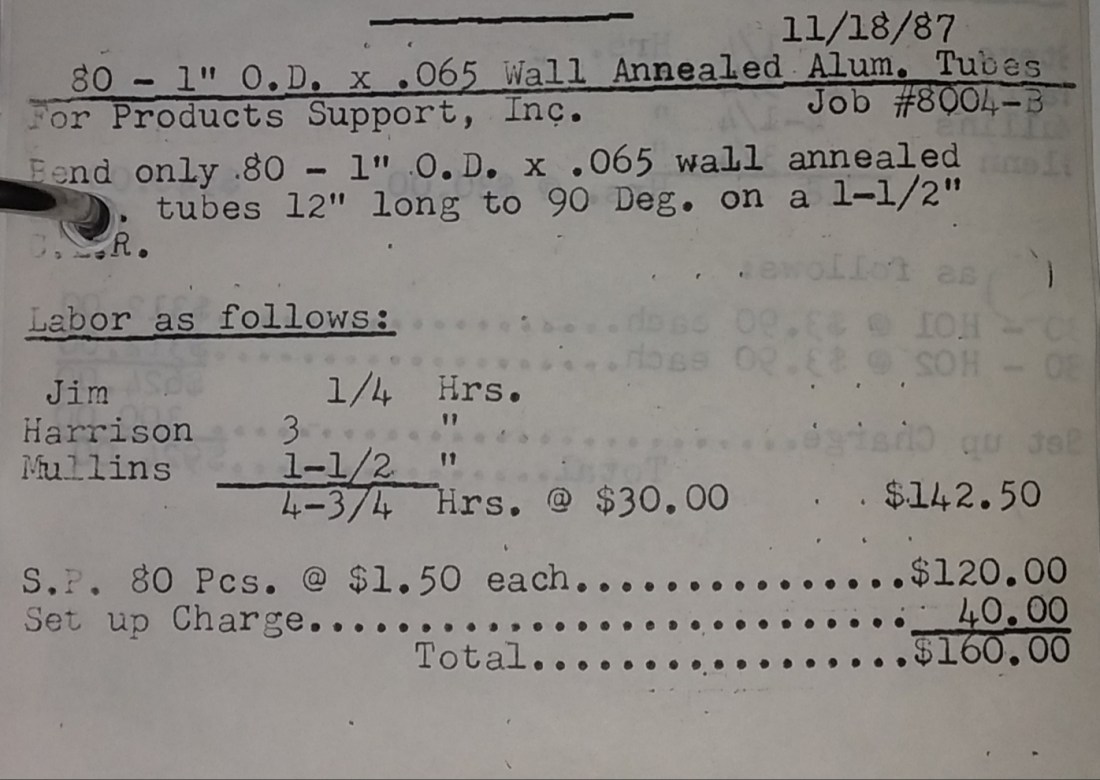 11/18/87
80 - 1" O.D. x .065 Wall Annealed Alum. Tubes
For Products Support, Inc. Job #8004-B
Bend only 80 - 1" O.D. x .065 wall annealed
. tubes 12" long to 90 Deg. on a 1-1/2"
R.
Labor as follows:
Jim 1/4 Hrs.
Harrison 3 "
Mullins 1-1/2 "
4-3/4 Hrs. @ $30.00 $142.50
S.P. 80 Pcs. @ $1.50 each...............$120.00
Set up Charge........................... 40.00
Total.................$160.00